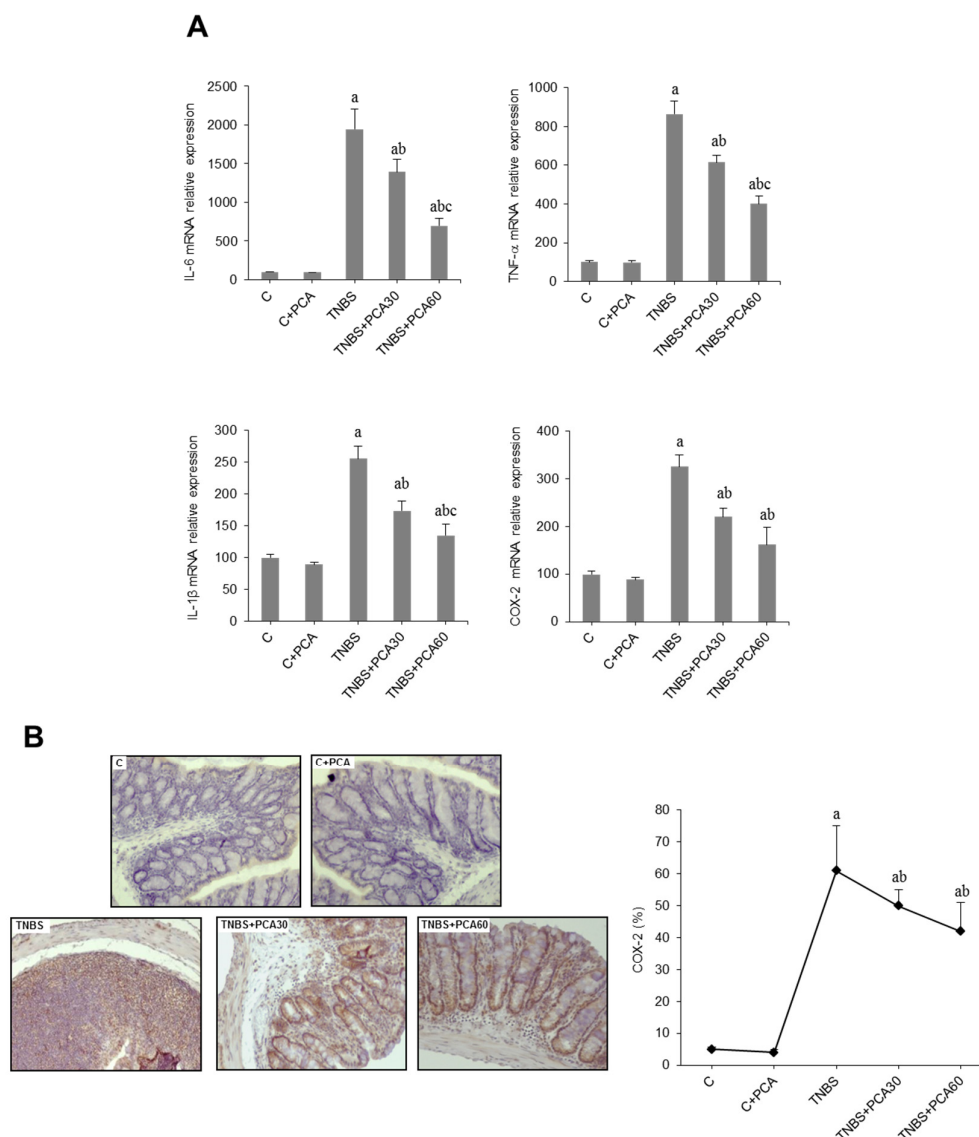 A
IL-6 mRNA relative expression
2500
2000
1500
1000
500
0
a
ab
abc
C
C+PCA
TNBS
TNBS+PCA30
TNBS+PCA60
TNF-α mRNA relative expression
1000
800
600
400
200
0
a
ab
abc
C
C+PCA
TNBS
TNBS+PCA30
TNBS+PCA60
IL-1β mRNA relative expression
300
250
200
150
100
50
0
a
ab
abc
C
C+PCA
TNBS
TNBS+PCA30
TNBS+PCA60
COX-2 mRNA relative expression
400
300
200
100
0
a
ab
ab
C
C+PCA
TNBS
TNBS+PCA30
TNBS+PCA60
B
C
C+PCA
TNBS
TNBS+PCA30
TNBS+PCA60
COX-2 (%)
80
70
60
50
40
30
20
10
0
a
ab
ab
C
C+PCA
TNBS
TNBS+PCA30
TNBS+PCA60